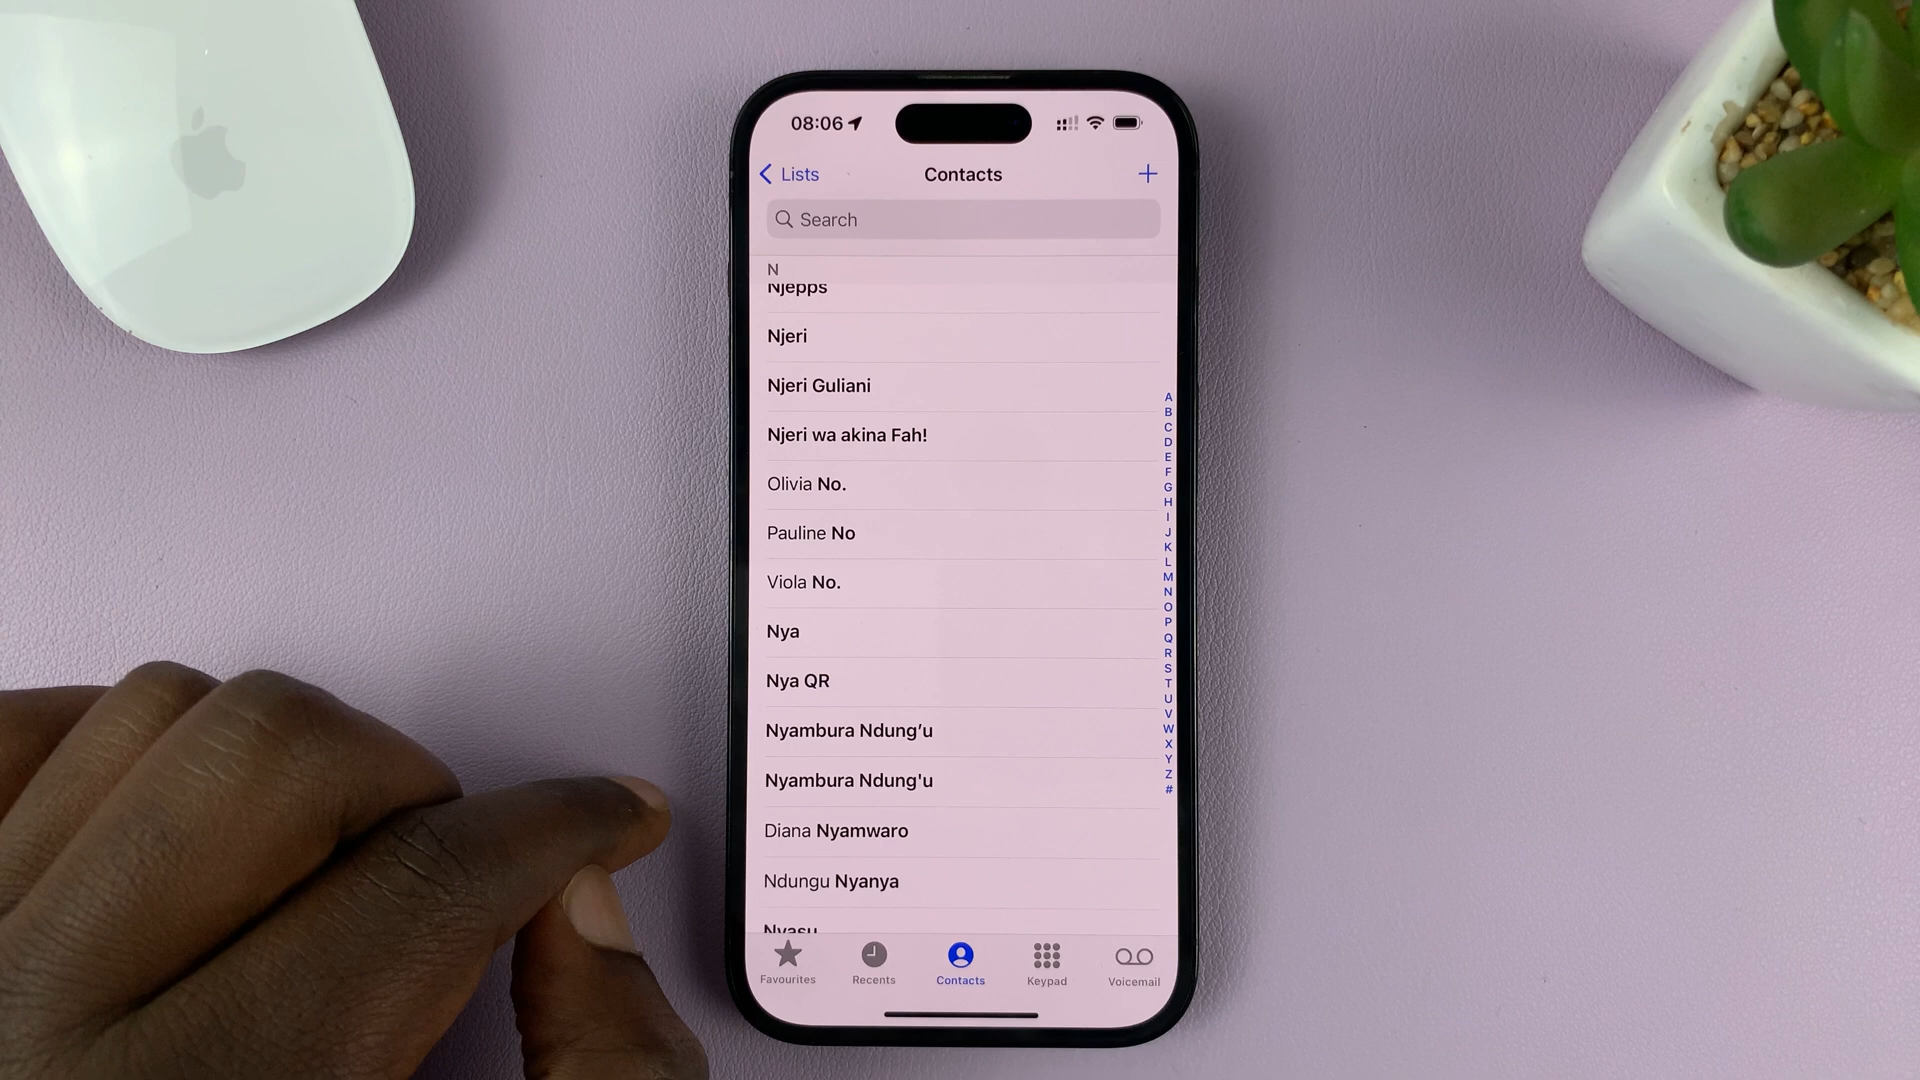 08:06
Lists
Contacts
+
Search
N
Njepps
Njeri
Njeri Guliani
Njeri wa akina Fah!
Olivia No.
Pauline No
Viola No.
Nya
Nya QR
Nyambura Ndung’u
Nyambura Ndung'u
Diana Nyamwaro
Ndungu Nyanya
Nyasu
A
B
C
D
E
F
G
H
I
J
K
L
M
N
O
P
Q
R
S
T
U
V
W
X
Y
Z
#
Favourites
Recents
Contacts
Keypad
Voicemail